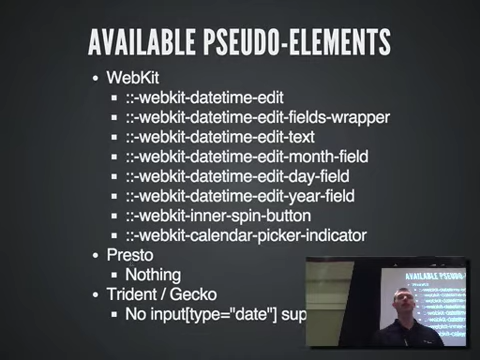 AVAILABLE PSEUDO-ELEMENTS
• WebKit
▪ ::-webkit-datetime-edit
▪ ::-webkit-datetime-edit-fields-wrapper
▪ ::-webkit-datetime-edit-text
▪ ::-webkit-datetime-edit-month-field
▪ ::-webkit-datetime-edit-day-field
▪ ::-webkit-datetime-edit-year-field
▪ ::-webkit-inner-spin-button
▪ ::-webkit-calendar-picker-indicator
• Presto
▪ Nothing
• Trident / Gecko
▪ No input[type="date"] sup
AVAILABLE PSEUDO-